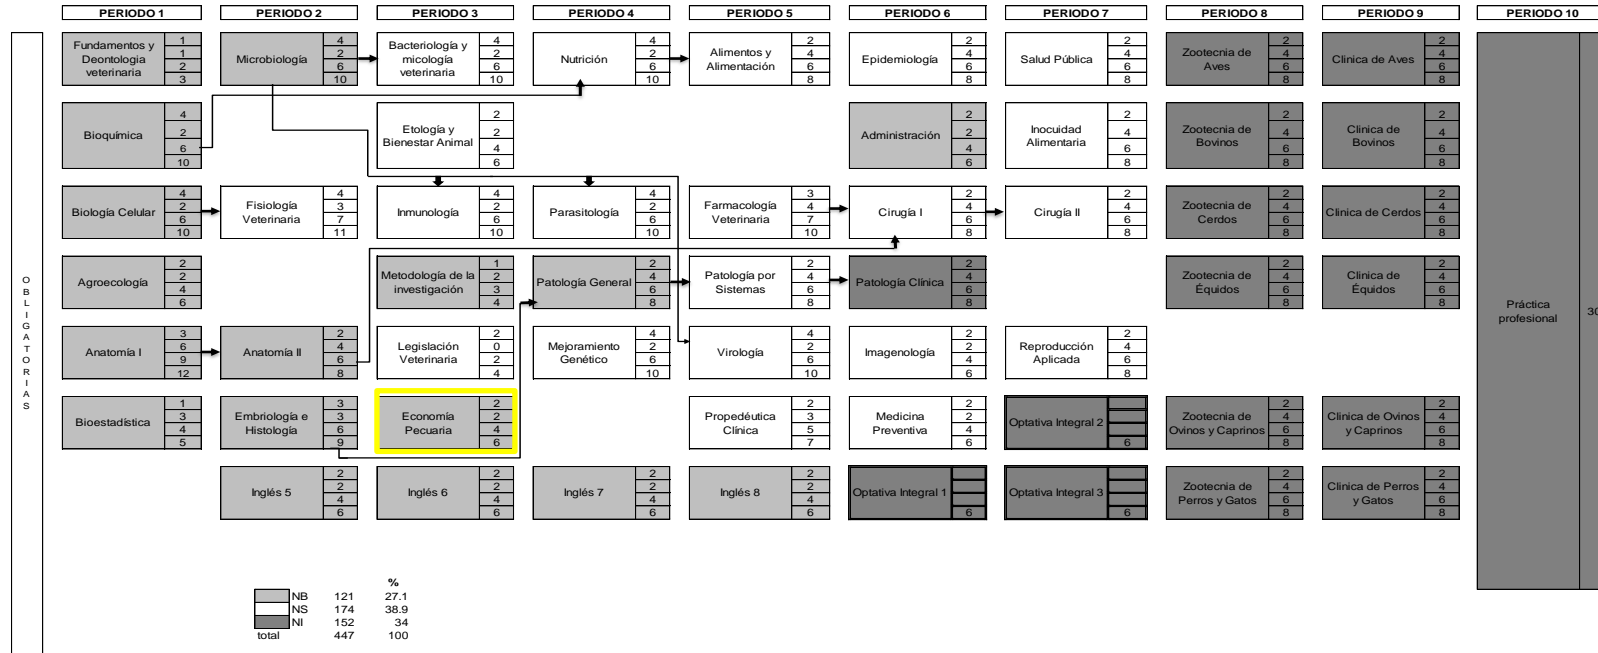 PERIODO 1
PERIODO 2
PERIODO 3
PERIODO 4
PERIODO 5
PERIODO 6
PERIODO 7
PERIODO 8
PERIODO 9
PERIODO 10
OBLIGATORIAS
Fundamentos y
Deontologia
veterinaria
1
1
2
3
Microbiología
4
2
6
10
Bacteriología y
micología
veterinaria
4
2
6
10
Nutrición
4
2
6
10
Alimentos y
Alimentación
2
4
6
8
Epidemiología
2
4
6
8
Salud Pública
2
4
6
8
Zootecnia de
Aves
2
4
6
8
Clinica de Aves
2
4
6
8
Bioquímica
4
2
6
10
Etología y
Bienestar Animal
2
2
4
6
Administración
2
2
4
6
Inocuidad
Alimentaria
2
4
6
8
Zootecnia de
Bovinos
2
4
6
8
Clinica de
Bovinos
2
4
6
8
Biología Celular
4
2
6
10
Fisiología
Veterinaria
4
3
7
11
Inmunología
4
2
6
10
Parasitología
4
2
6
10
Farmacología
Veterinaria
3
4
7
10
Cirugía I
2
4
6
8
Cirugía II
2
4
6
8
Zootecnia de
Cerdos
2
4
6
8
Clinica de Cerdos
2
4
6
8
Agroecología
2
2
4
6
Metodología de la
investigación
1
2
3
4
Patología General
2
4
6
8
Patología por
Sistemas
2
4
6
8
Patología Clínica
2
4
6
8
Zootecnia de
Équidos
2
4
6
8
Clinica de
Équidos
2
4
6
8
Práctica
profesional
30
Anatomía I
3
6
9
12
Anatomía II
2
4
6
8
Legislación
Veterinaria
2
0
2
4
Mejoramiento
Genético
4
2
6
10
Virología
4
2
6
10
Imagenología
2
2
4
6
Reproducción
Aplicada
2
4
6
8
Bioestadística
1
3
4
5
Embriología e
Histología
3
3
6
9
Economía
Pecuaria
2
2
4
6
Propedéutica
Clínica
2
3
5
7
Medicina
Preventiva
2
2
4
6
Optativa Integral 2
6
Zootecnia de
Ovinos y Caprinos
2
4
6
8
Clinica de Ovinos
y Caprinos
2
4
6
8
Inglés 5
2
2
4
6
Inglés 6
2
2
4
6
Inglés 7
2
2
4
6
Inglés 8
2
2
4
6
Optativa Integral 1
6
Optativa Integral 3
6
Zootecnia de
Perros y Gatos
2
4
6
8
Clinica de Perros
y Gatos
2
4
6
8
%
NB 121 27.1
NS 174 38.9
NI 152 34
total 447 100